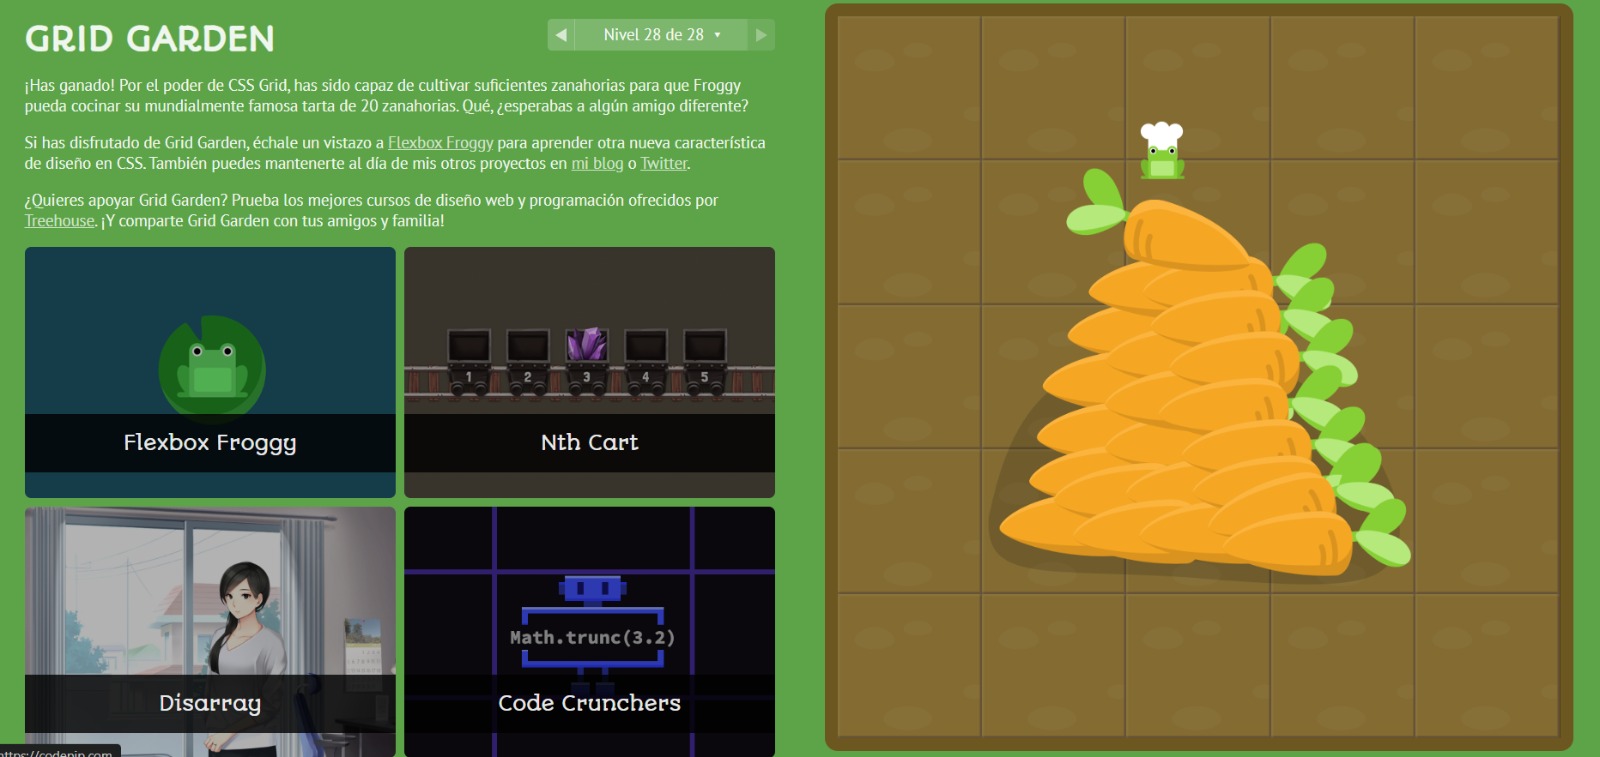 GRID GARDEN
◀ Nivel 28 de 28 ▾ ▶
¡Has ganado! Por el poder de CSS Grid, has sido capaz de cultivar suficientes zanahorias para que Froggy
pueda cocinar su mundialmente famosa tarta de 20 zanahorias. Qué, ¿esperabas a algún amigo diferente?
Si has disfrutado de Grid Garden, échale un vistazo a Flexbox Froggy para aprender otra nueva característica
de diseño en CSS. También puedes mantenerte al día de mis otros proyectos en mi blog o Twitter.
¿Quieres apoyar Grid Garden? Prueba los mejores cursos de diseño web y programación ofrecidos por
Treehouse. ¡Y comparte Grid Garden con tus amigos y familia!
1 2 3 4 5
Flexbox Froggy
Nth Cart
Math.trunc(3.2)
Disarray
Code Crunchers
https://codepip.com